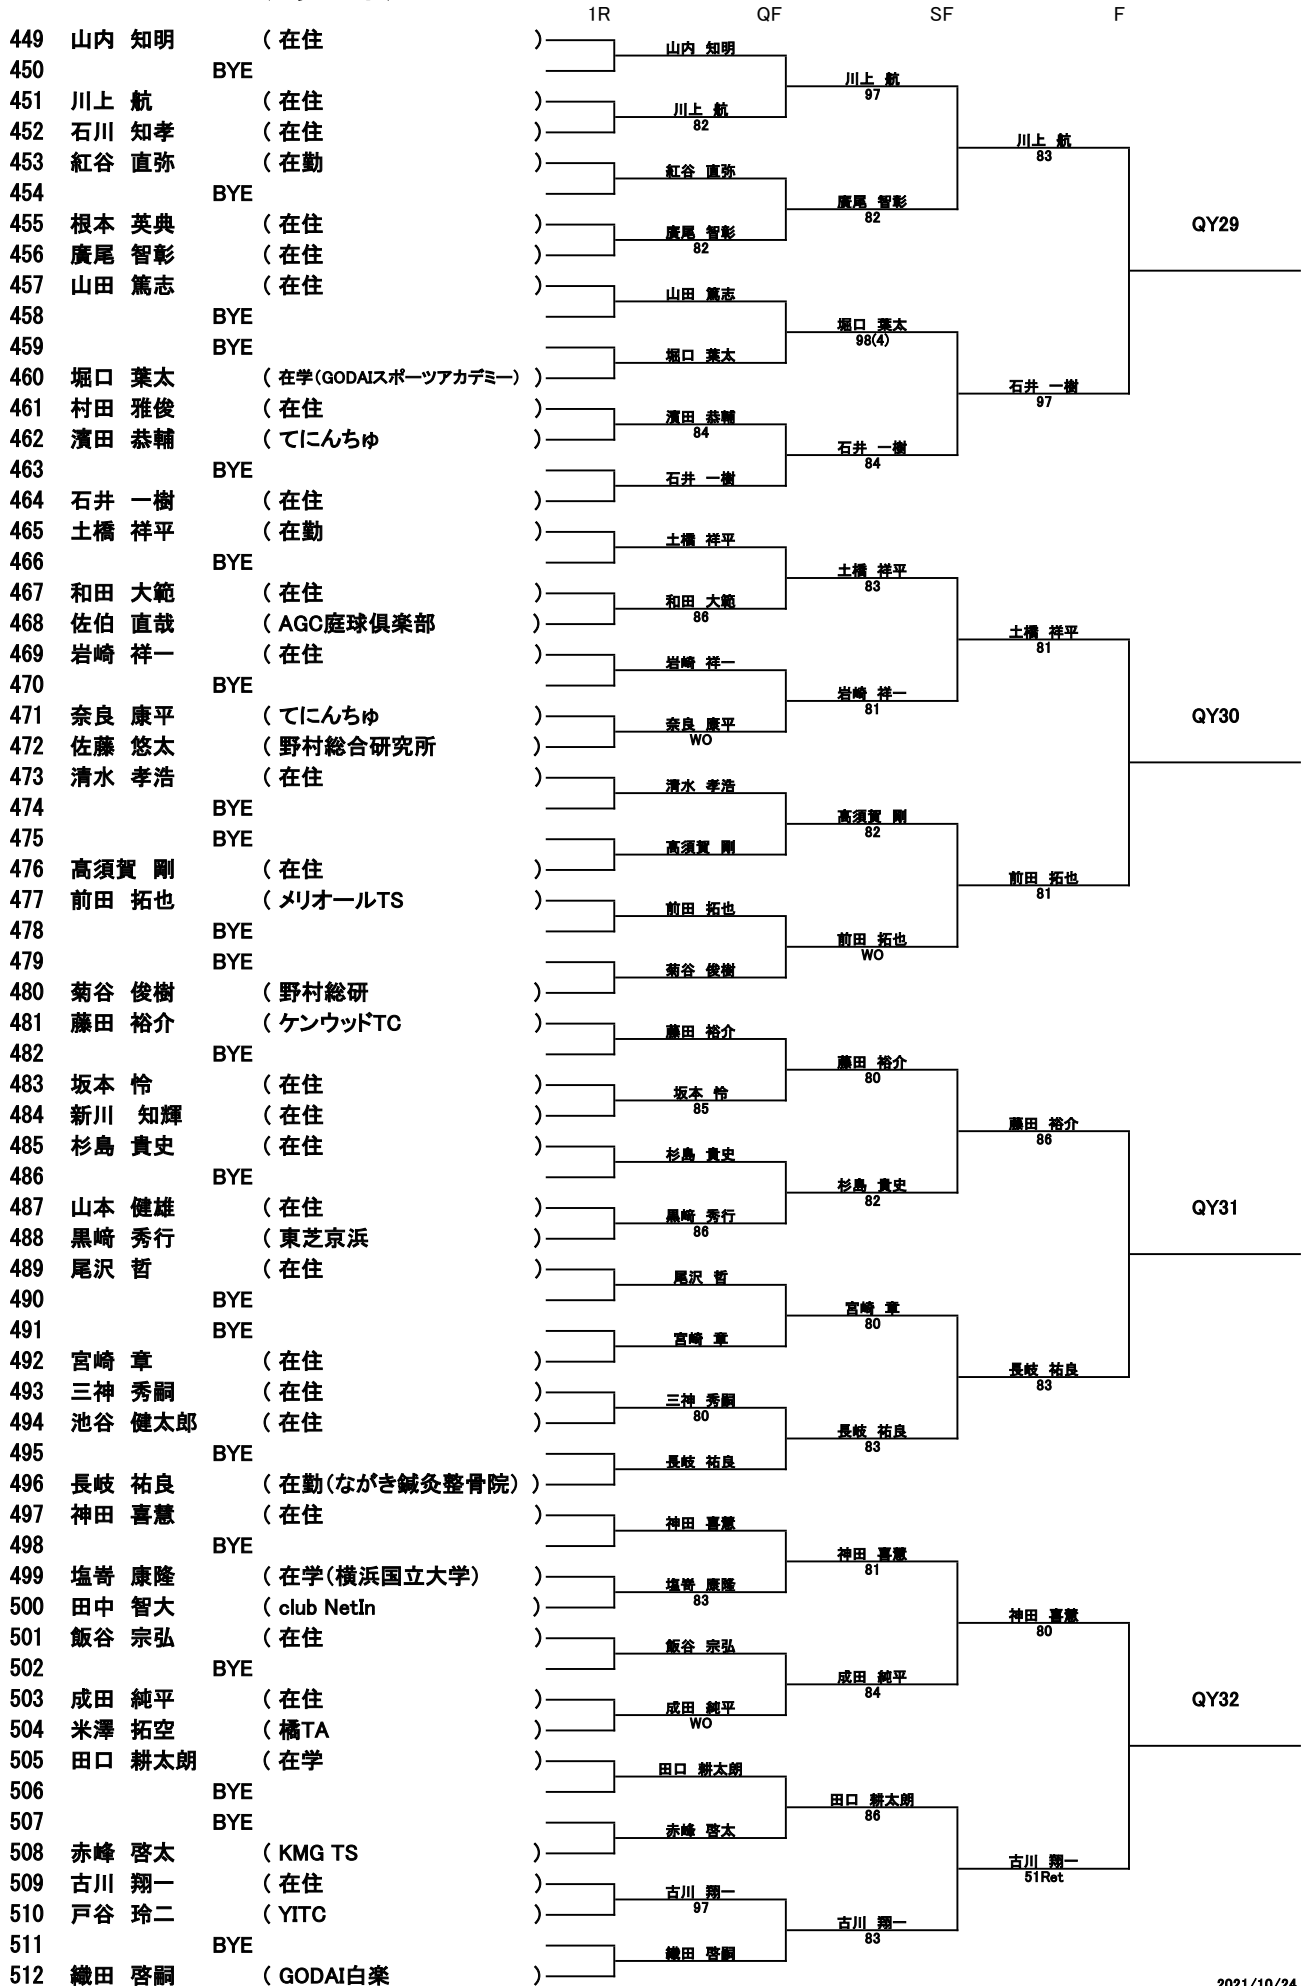 1R QF SF F
449 山内 知明 ( 在住 )
山内 知明
450 BYE
川上 航
97
451 川上 航 ( 在住 )
川上 航
82
452 石川 知孝 ( 在住 )
川上 航
83
453 紅谷 直弥 ( 在勤 )
紅谷 直弥
454 BYE
廣尾 智彰
82
455 根本 英典 ( 在住 )
QY29
廣尾 智彰
82
456 廣尾 智彰 ( 在住 )
457 山田 篤志 ( 在住 )
山田 篤志
458 BYE
堀口 葉太
98(4)
459 BYE
堀口 葉太
460 堀口 葉太 ( 在学(GODAIスポーツアカデミー) )
石井 一樹
97
461 村田 雅俊 ( 在住 )
濱田 恭輔
84
462 濱田 恭輔 ( てにんちゅ )
石井 一樹
84
463 BYE
石井 一樹
464 石井 一樹 ( 在住 )
465 土橋 祥平 ( 在勤 )
土橋 祥平
466 BYE
土橋 祥平
83
467 和田 大範 ( 在住 )
和田 大範
86
468 佐伯 直哉 ( AGC庭球倶楽部 )
土橋 祥平
81
469 岩崎 祥一 ( 在住 )
岩崎 祥一
470 BYE
岩崎 祥一
81
471 奈良 康平 ( てにんちゅ )
QY30
奈良 康平
WO
472 佐藤 悠太 ( 野村総合研究所 )
473 清水 孝浩 ( 在住 )
清水 孝浩
474 BYE
高須賀 剛
82
475 BYE
高須賀 剛
476 高須賀 剛 ( 在住 )
前田 拓也
81
477 前田 拓也 ( メリオールTS )
前田 拓也
478 BYE
前田 拓也
WO
479 BYE
菊谷 俊樹
480 菊谷 俊樹 ( 野村総研 )
481 藤田 裕介 ( ケンウッドTC )
藤田 裕介
482 BYE
藤田 裕介
80
483 坂本 怜 ( 在住 )
坂本 怜
85
484 新川 知輝 ( 在住 )
藤田 裕介
86
485 杉島 貴史 ( 在住 )
杉島 貴史
486 BYE
杉島 貴史
82
487 山本 健雄 ( 在住 )
QY31
黒﨑 秀行
86
488 黒﨑 秀行 ( 東芝京浜 )
489 尾沢 哲 ( 在住 )
尾沢 哲
490 BYE
宮崎 章
80
491 BYE
宮崎 章
492 宮崎 章 ( 在住 )
長岐 祐良
83
493 三神 秀嗣 ( 在住 )
三神 秀嗣
80
494 池谷 健太郎 ( 在住 )
長岐 祐良
83
495 BYE
長岐 祐良
496 長岐 祐良 ( 在勤(ながき鍼灸整骨院) )
497 神田 喜慧 ( 在住 )
神田 喜慧
498 BYE
神田 喜慧
81
499 塩嵜 康隆 ( 在学(横浜国立大学) )
塩嵜 康隆
83
500 田中 智大 ( club NetIn )
神田 喜慧
80
501 飯谷 宗弘 ( 在住 )
飯谷 宗弘
502 BYE
成田 純平
84
503 成田 純平 ( 在住 )
QY32
成田 純平
WO
504 米澤 拓空 ( 橘TA )
505 田口 耕太朗 ( 在学 )
田口 耕太朗
506 BYE
田口 耕太朗
86
507 BYE
赤峰 啓太
508 赤峰 啓太 ( KMG TS )
古川 翔一
51Ret
509 古川 翔一 ( 在住 )
古川 翔一
97
510 戸谷 玲二 ( YITC )
古川 翔一
83
511 BYE
織田 啓嗣
512 織田 啓嗣 ( GODAI白楽 )
2021/10/24